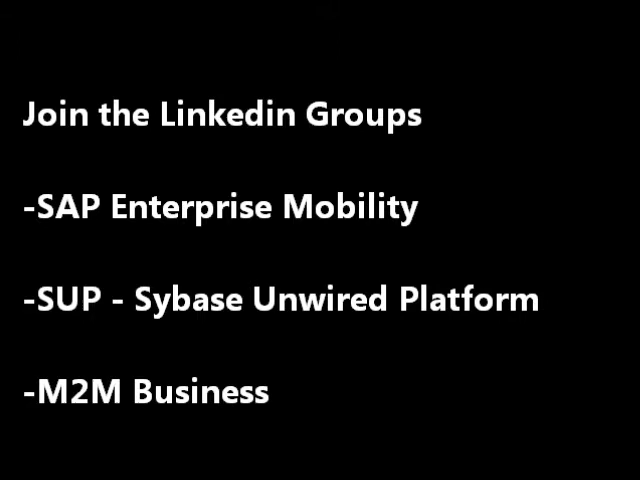 Join the Linkedin Groups
-SAP Enterprise Mobility
-SUP - Sybase Unwired Platform
-M2M Business